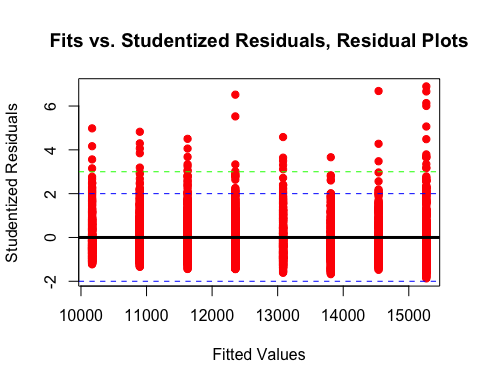 Fits vs. Studentized Residuals, Residual Plots
Studentized Residuals
6
4
2
0
-2
10000 11000 12000 13000 14000 15000
Fitted Values